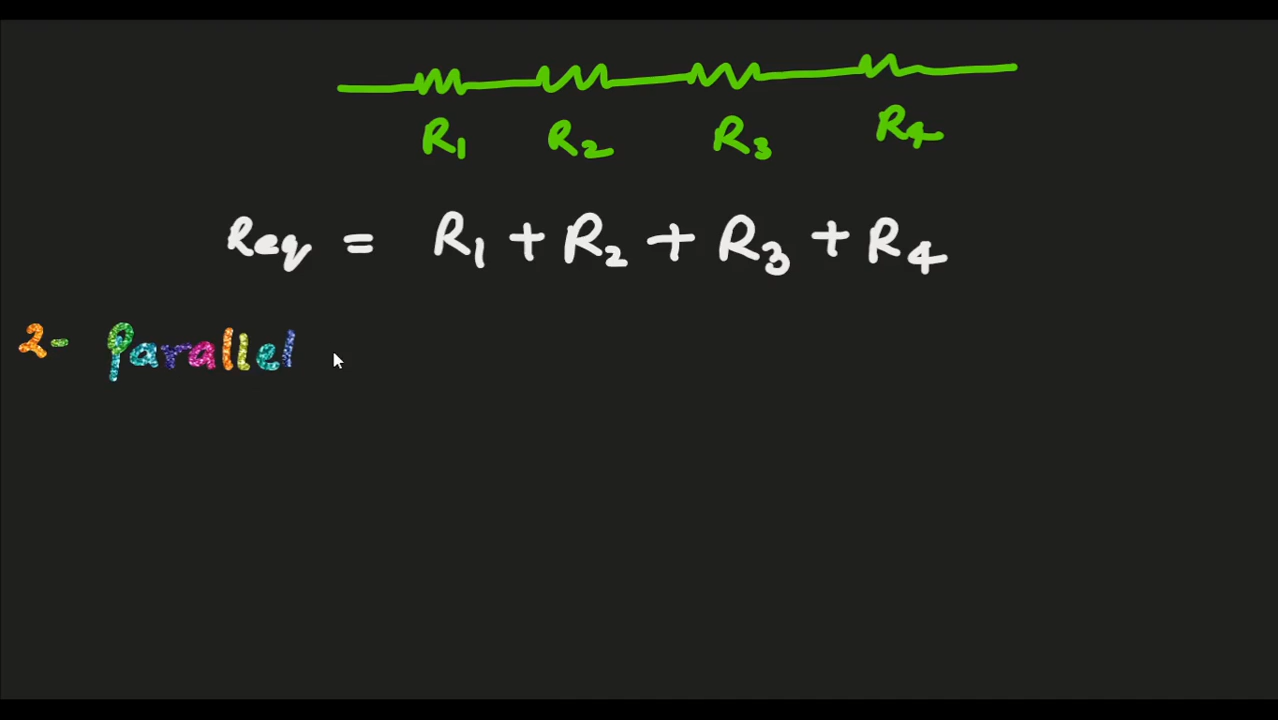 R₁ R₂ R₃ R₄
Req = R₁ + R₂ + R₃ + R₄
2- Parallel